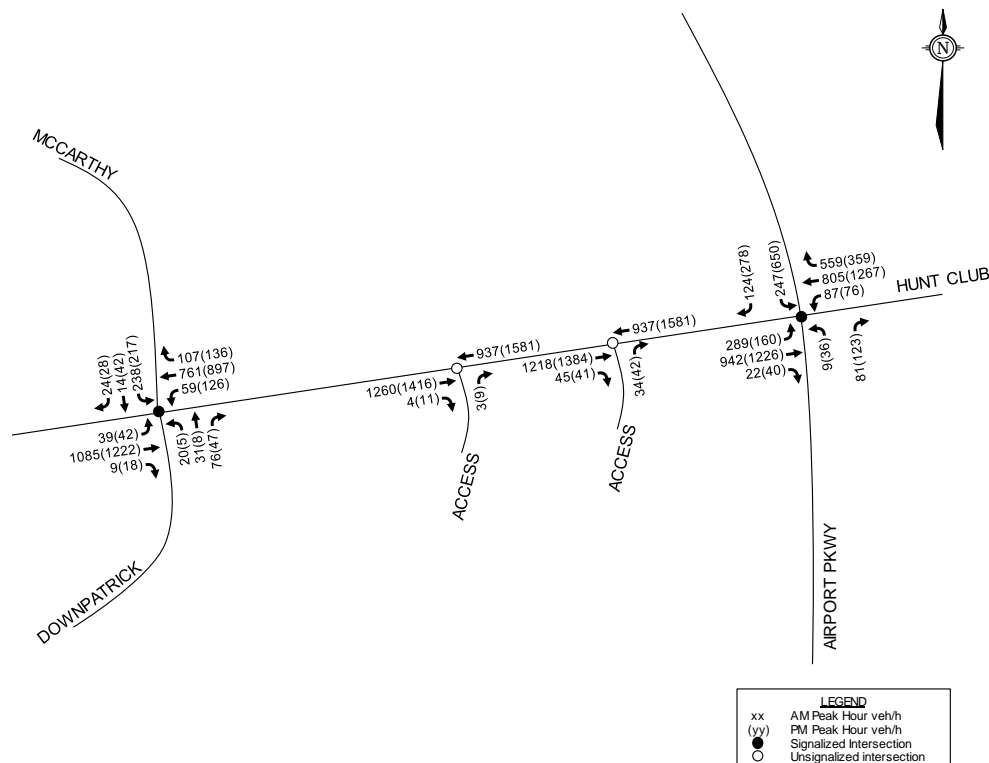 N
MCCARTHY
124(278)
247(650)
559(359)
805(1267)
87(76)
HUNT CLUB
937(1581)
937(1581)
289(160)
942(1226)
22(40)
9(36)
81(123)
24(28)
14(42)
238(217)
107(136)
761(897)
59(126)
1260(1416)
4(11)
3(9)
1218(1384)
45(41)
34(42)
39(42)
1085(1222)
9(18)
20(5)
31(8)
76(47)
ACCESS
ACCESS
AIRPORT PKWY
DOWNPATRICK
LEGEND
xx AM Peak Hour veh/h
(yy) PM Peak Hour veh/h
Signalized Intersection
Unsignalized intersection